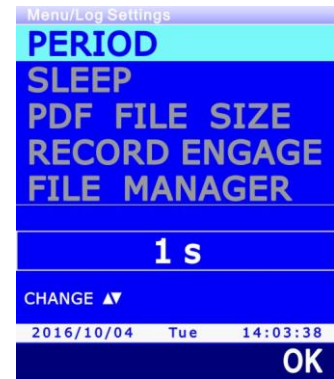 Menu/Log Settings
PERIOD
SLEEP
PDF FILE SIZE
RECORD ENGAGE
FILE MANAGER
1 s
CHANGE ▲▼
2016/10/04 Tue 14:03:38
OK